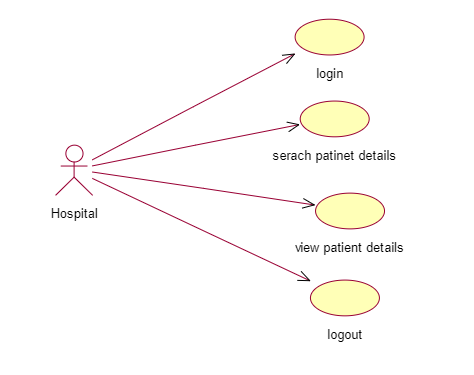 login
serach patinet details
Hospital
view patient details
logout